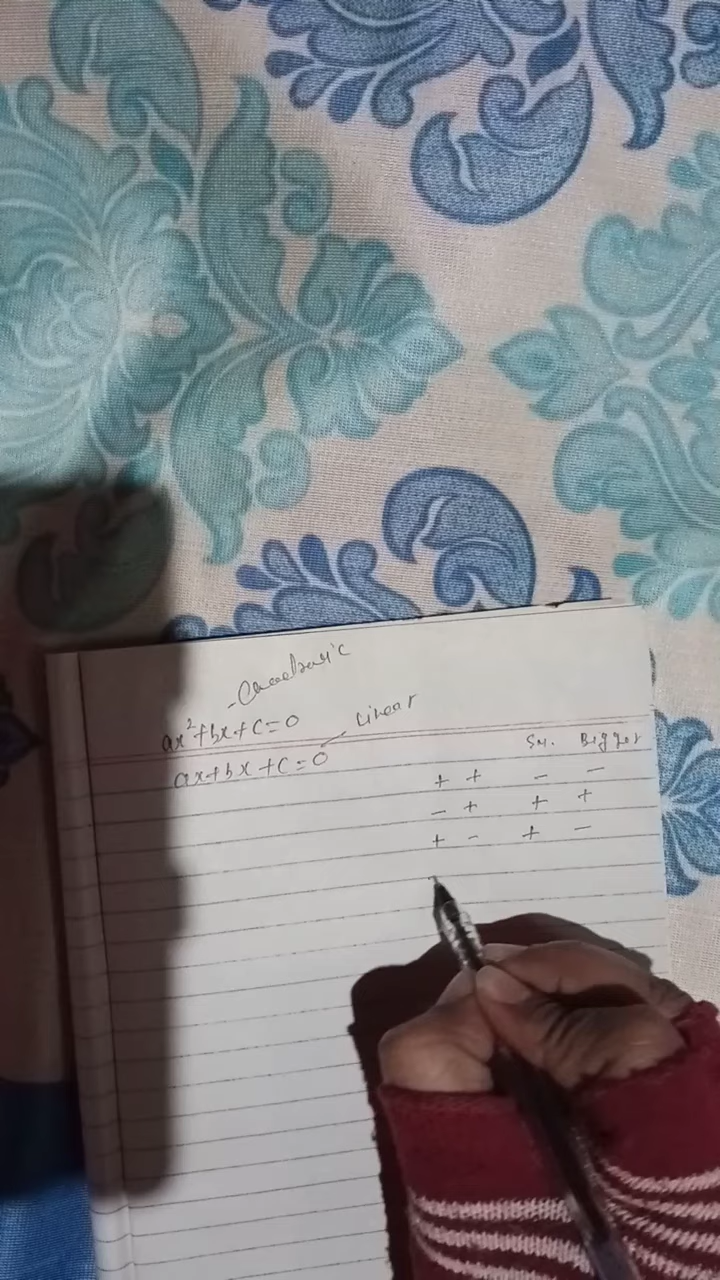 ax²+bx+c=0 - Quadratic
ax+bx+c=0 - Linear
Sm. Bigger
+ + - -
- + + +
+ - + -